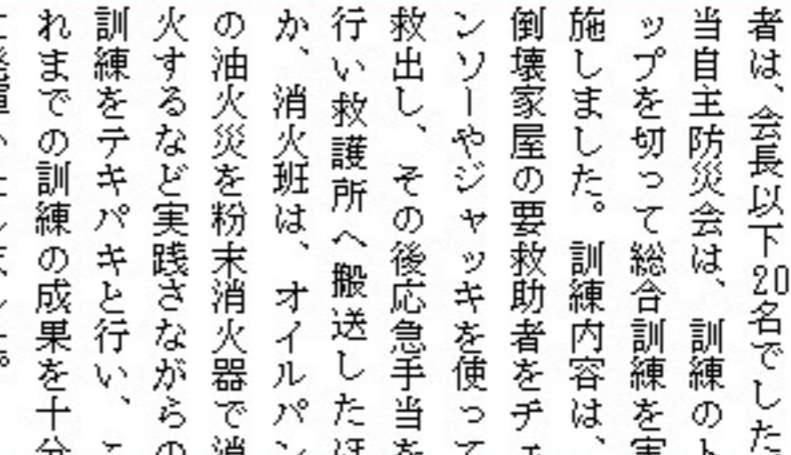 者は、会長以下20名でした
当自主防災会は、訓練のト
ップを切って総合訓練を実
施しました。訓練内容は、
倒壊家屋の要救助者をチェ
ンソーやジャッキを使って
救出し、その後応急手当を
行い救護所へ搬送したほ
か、消火班は、オイルパン
の油火災を粉末消火器で消
火するなど実践さながらの
訓練をテキパキと行い、こ
れまでの訓練の成果を十分